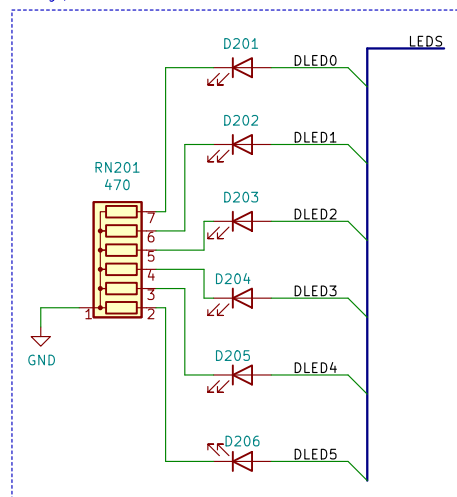 LEDS
D201
DLED0
D202
DLED1
RN201
470
D203
DLED2
7
6
5
4
3
1
2
D204
DLED3
GND
D205
DLED4
D206
DLED5